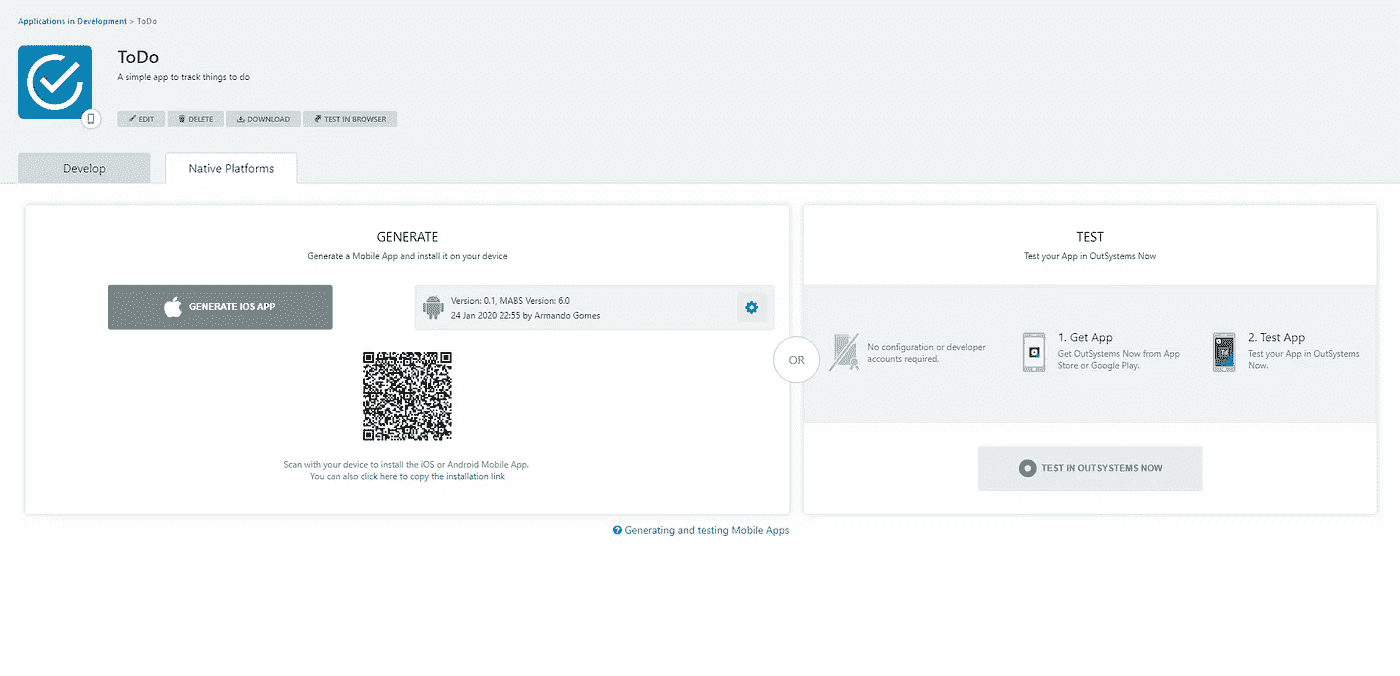 Applications in Development > ToDo
ToDo
A simple app to track things to do
EDIT
DELETE
DOWNLOAD
TEST IN BROWSER
Develop
Native Platforms
GENERATE
Generate a Mobile App and install it on your device
GENERATE IOS APP
Version: 0.1, MABS Version: 6.0
24 Jan 2020 22:55 by Armando Gomes
Scan with your device to install the iOS or Android Mobile App.
You can also click here to copy the installation link
OR
TEST
Test your App in OutSystems Now
No configuration or developer
accounts required.
1. Get App
Get OutSystems Now from App
Store or Google Play.
2. Test App
Test your App in OutSystems
Now.
TEST IN OUTSYSTEMS NOW
Generating and testing Mobile Apps